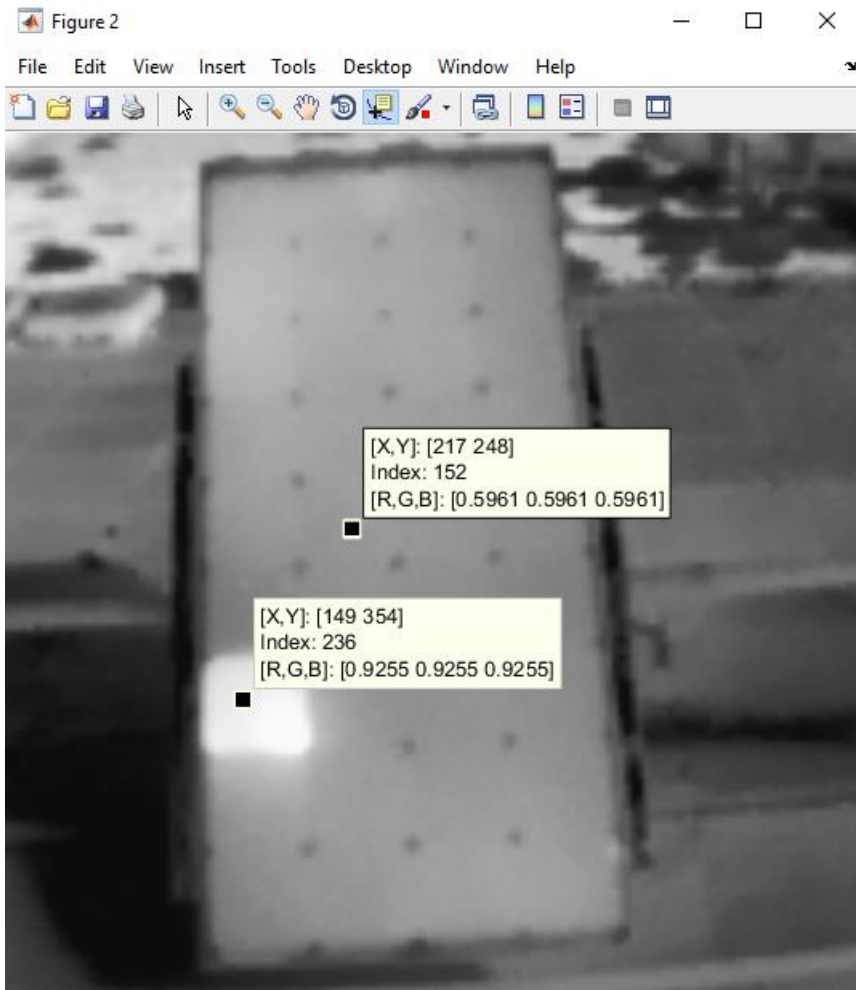 Figure 2
File Edit View Insert Tools Desktop Window Help
[X,Y]: [217 248]
Index: 152
[R,G,B]: [0.5961 0.5961 0.5961]
[X,Y]: [149 354]
Index: 236
[R,G,B]: [0.9255 0.9255 0.9255]